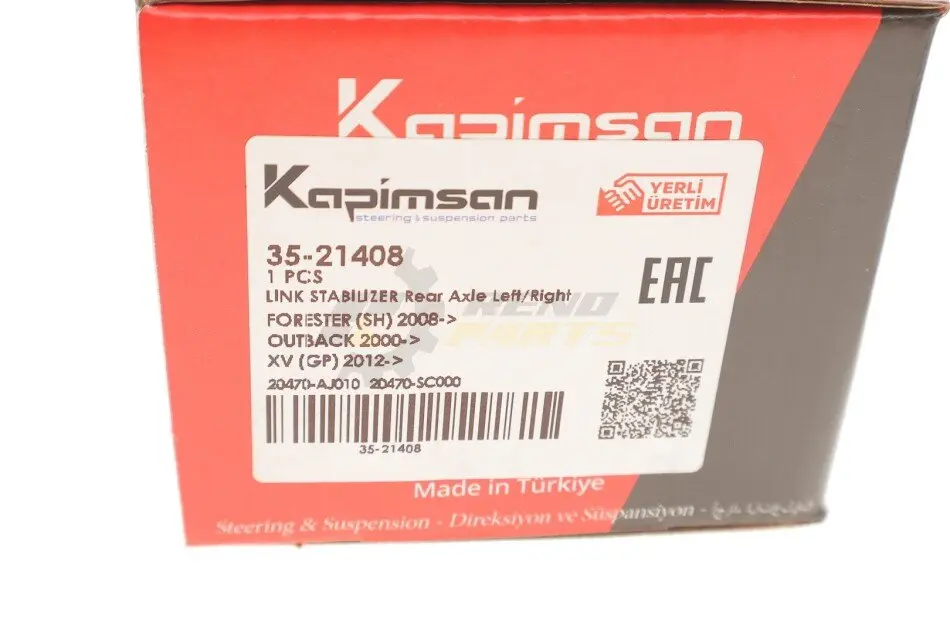 Kapimsan
Kapimsan
steering & suspension parts
YERLİ
ÜRETİM
35-21408
1 PCS
LINK STABILIZER Rear Axle Left/Right
EAC
FORESTER (SH) 2008->
OUTBACK 2000->
XV (GP) 2012->
RENO
PARTS
20470-AJ010 20470-SC000
35-21408
Made in Türkiye
Steering & Suspension - Direksiyon ve Süspansiyon -